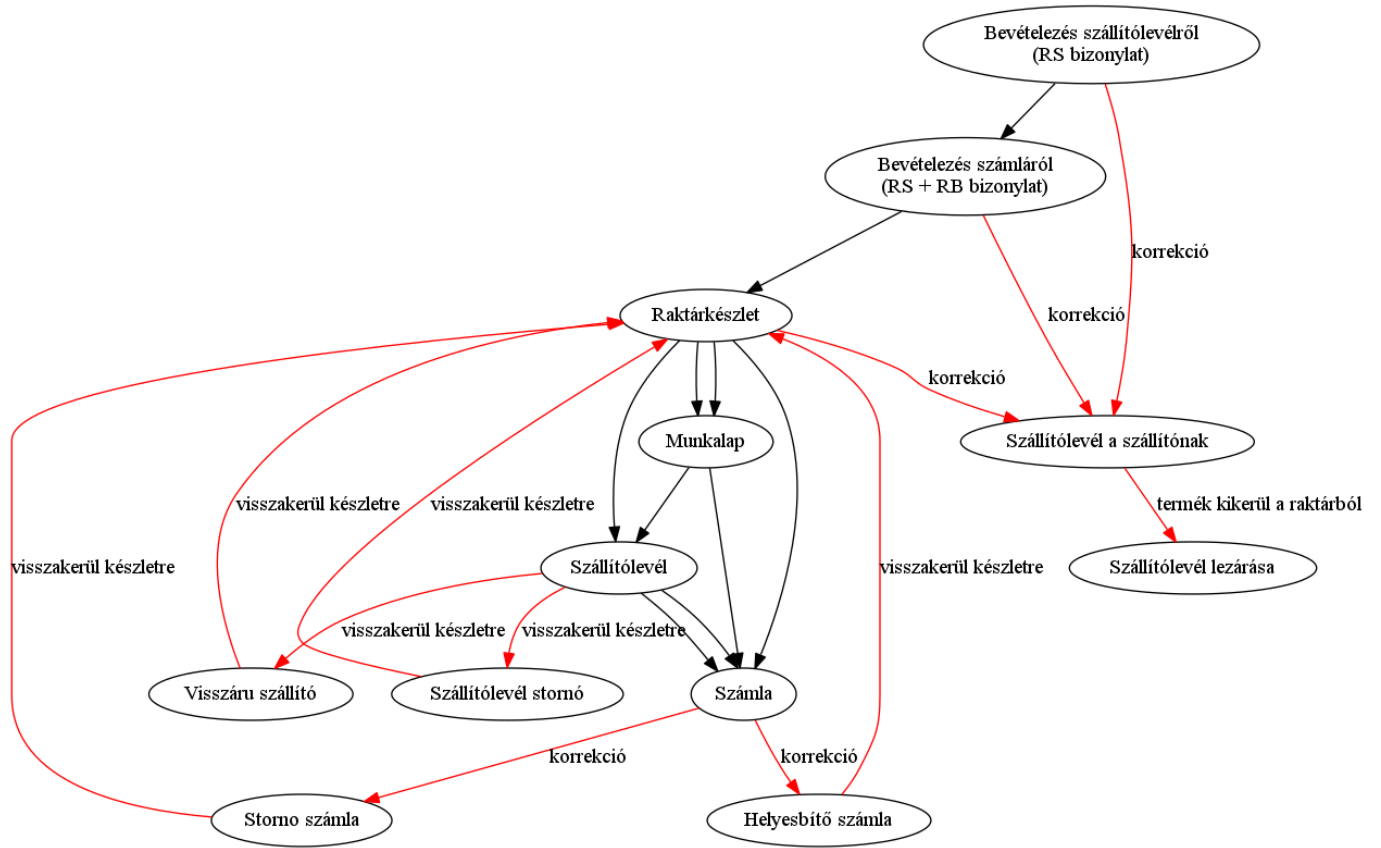 Bevételezés szállítólevélről
(RS bizonylat)
Bevételezés számláról
(RS + RB bizonylat)
korrekció
korrekció
Raktárkészlet
korrekció
Munkalap
Szállítólevél a szállítónak
visszakerül készletre
visszakerül készletre
termék kikerül a raktárból
visszakerül készletre
Szállítólevél
visszakerül készletre
Szállítólevél lezárása
visszakerül készletre
visszakerül készletre
Visszáru szállító
Szállítólevél stornó
Számla
korrekció
korrekció
Storno számla
Helyesbítő számla